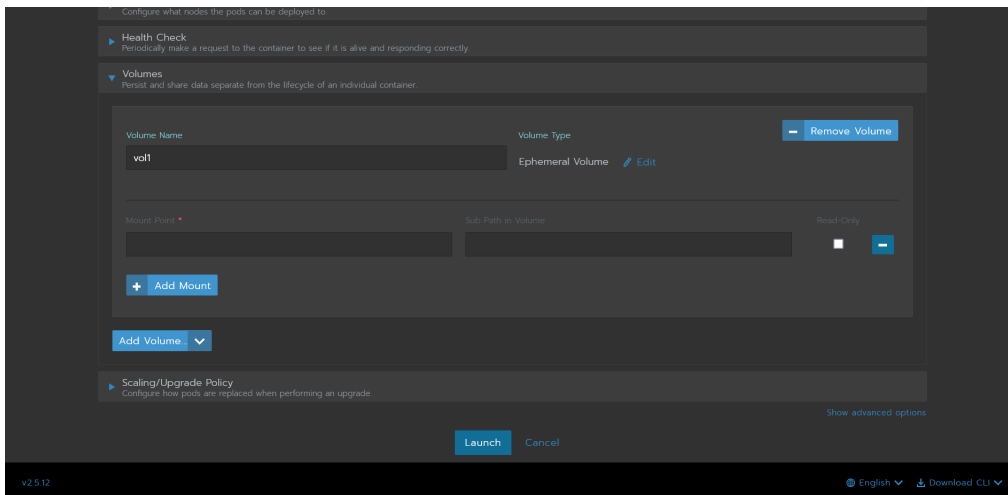 Configure what nodes the pods can be deployed to.
Health Check
Periodically make a request to the container to see if it is alive and responding correctly.
Volumes
Persist and share data separate from the lifecycle of an individual container.
Volume Name
Volume Type
Remove Volume
vol1
Ephemeral Volume
Edit
Mount Point *
Sub Path in Volume
Read-Only
Add Mount
Add Volume...
Scaling/Upgrade Policy
Configure how pods are replaced when performing an upgrade.
Show advanced options
Launch
Cancel
v2.5.12
English
Download CLI